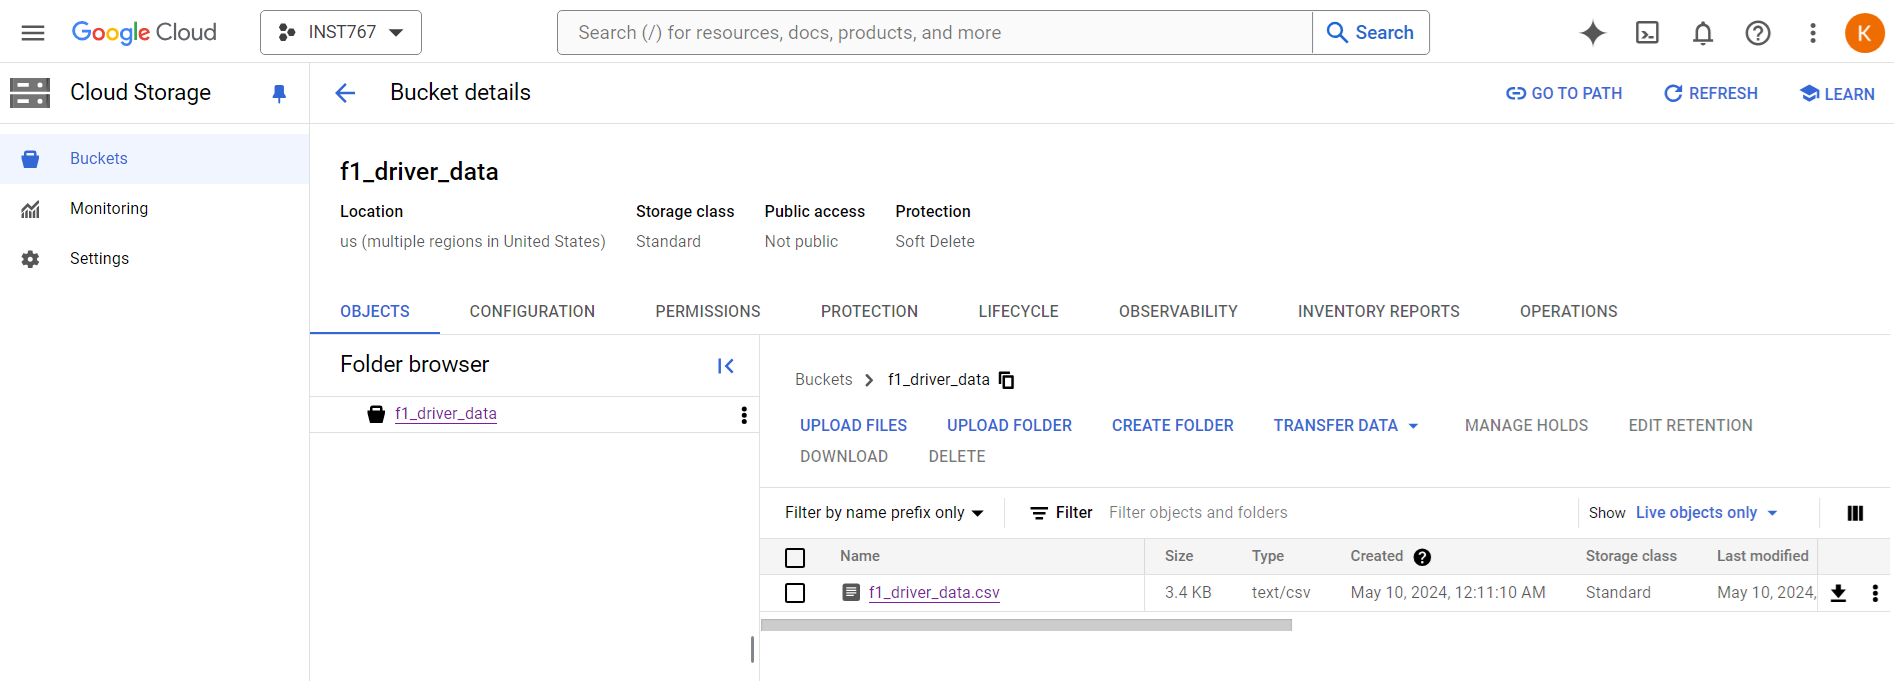 Google Cloud
INST767
Search (/) for resources, docs, products, and more
Search
K
Cloud Storage
Bucket details
GO TO PATH
REFRESH
LEARN
Buckets
Monitoring
Settings
f1_driver_data
Location Storage class Public access Protection
us (multiple regions in United States) Standard Not public Soft Delete
OBJECTS CONFIGURATION PERMISSIONS PROTECTION LIFECYCLE OBSERVABILITY INVENTORY REPORTS OPERATIONS
Folder browser
f1_driver_data
Buckets f1_driver_data
UPLOAD FILES UPLOAD FOLDER CREATE FOLDER TRANSFER DATA MANAGE HOLDS EDIT RETENTION
DOWNLOAD DELETE
Filter by name prefix only Filter Filter objects and folders Show Live objects only
Name Size Type Created Storage class Last modified
f1_driver_data.csv 3.4 KB text/csv May 10, 2024, 12:11:10 AM Standard May 10, 2024,